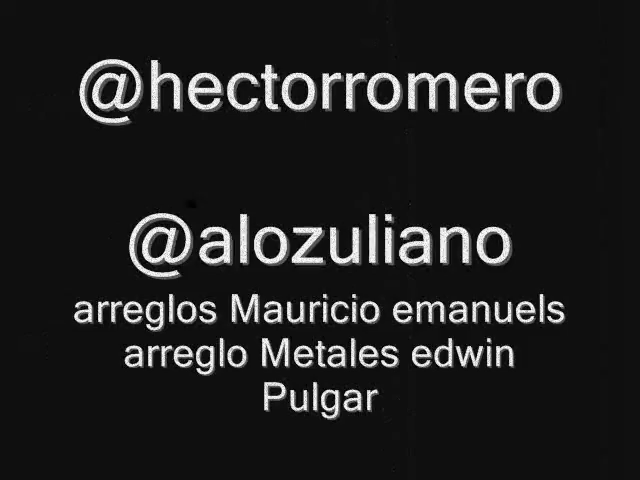 @hectorromero
@alozuliano
arreglos Mauricio emanuels
arreglo Metales edwin
Pulgar